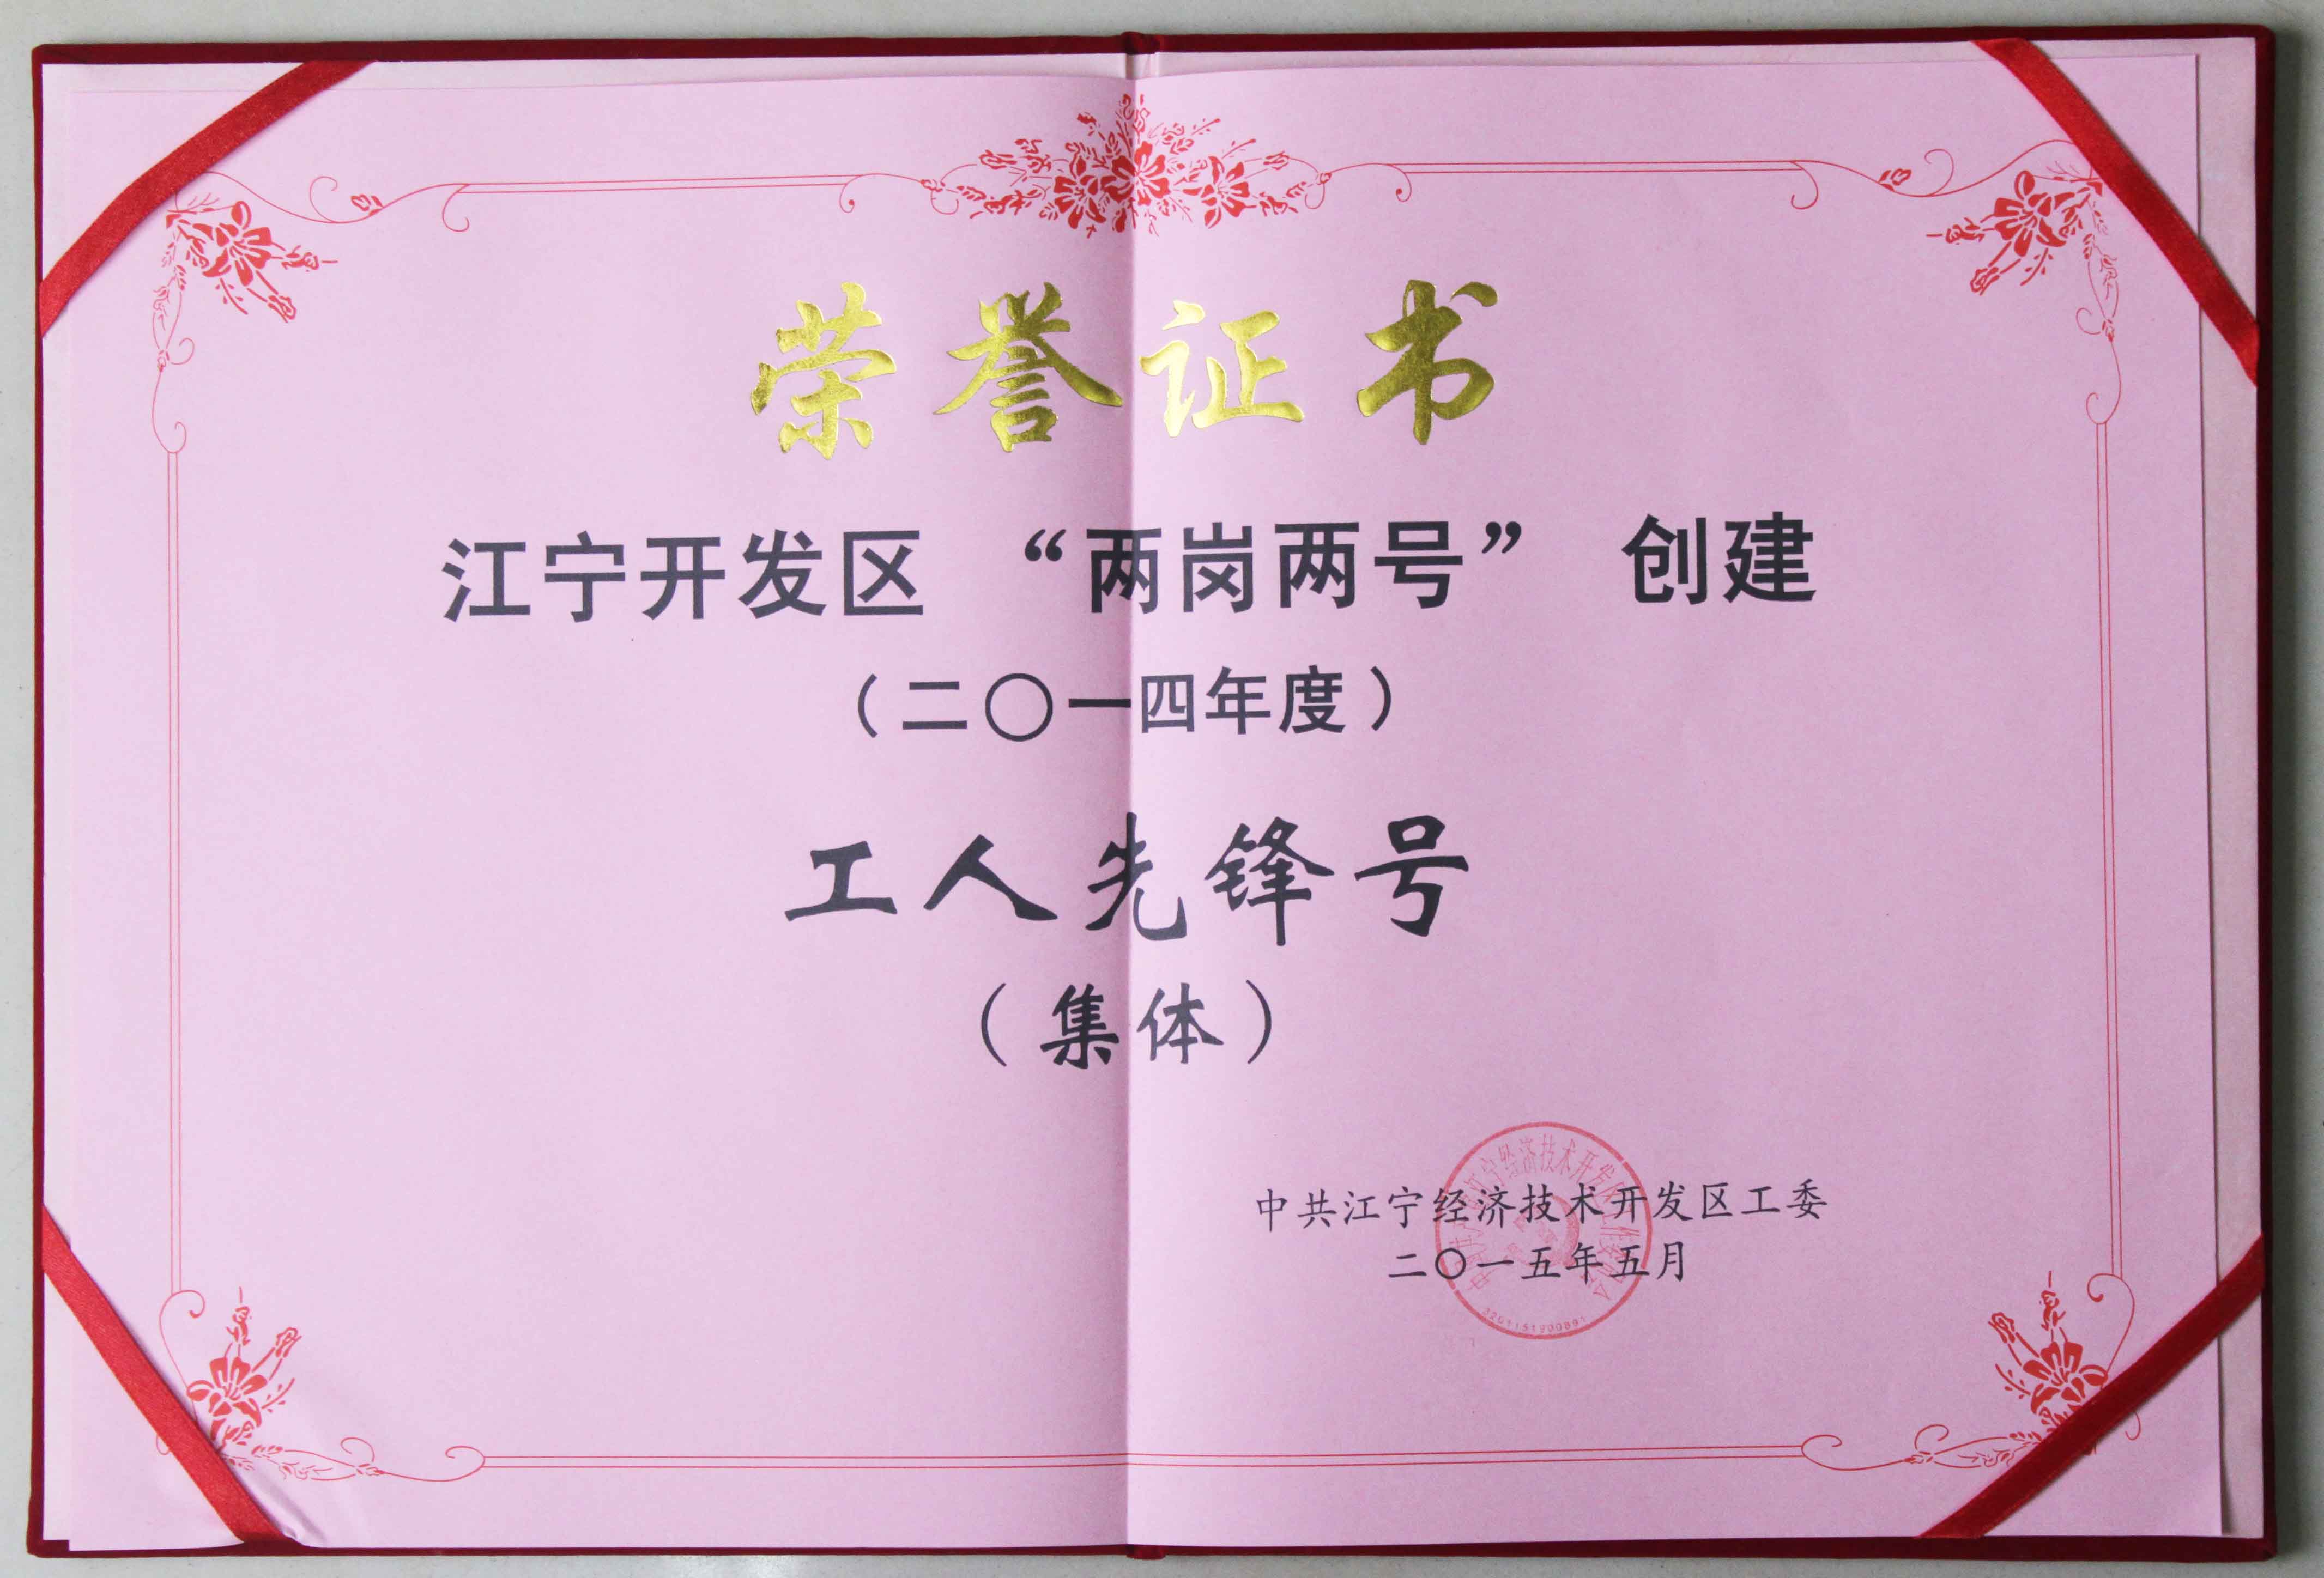 荣誉证书
江宁开发区 “两岗两号” 创建
（二〇一四年度）
工人先锋号
（集体）
中共江宁经济技术开发区工委
二〇一五年五月